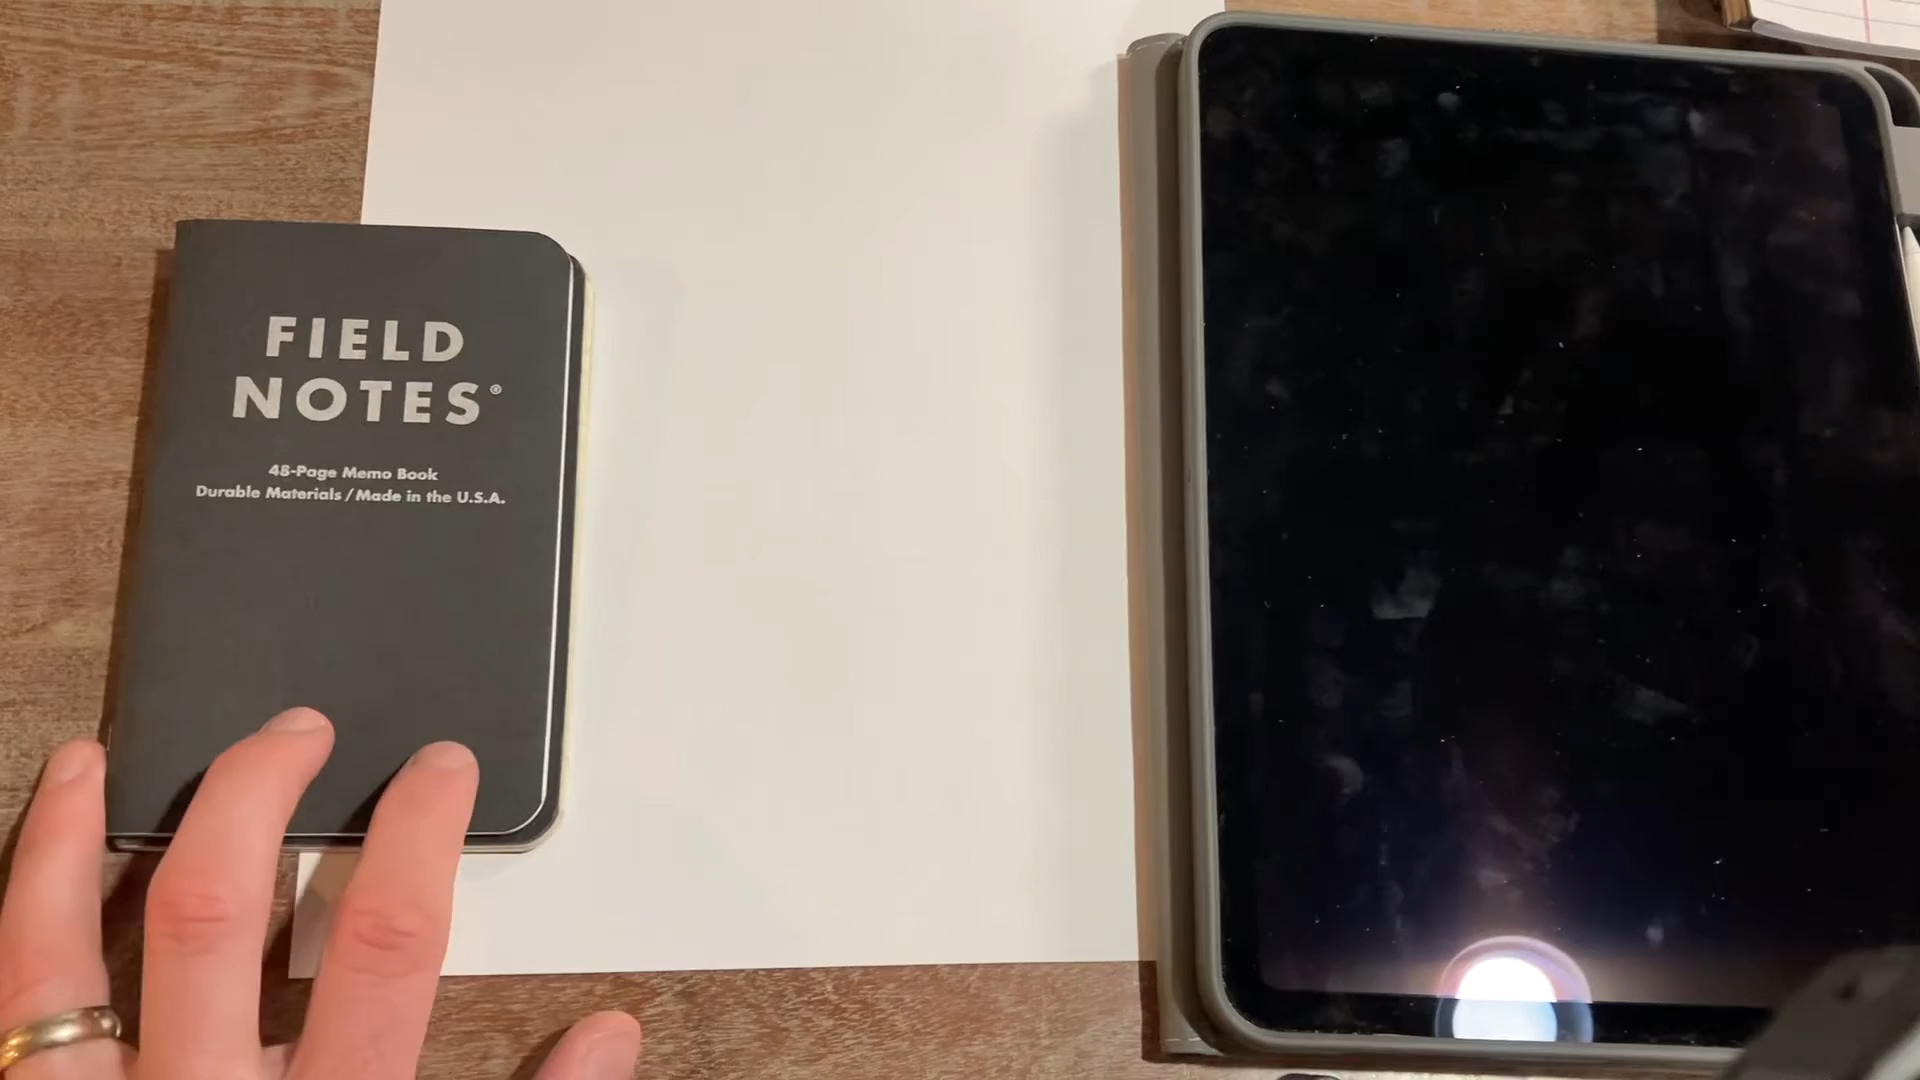 FIELD
NOTES®
48-Page Memo Book
Durable Materials / Made in the U.S.A.